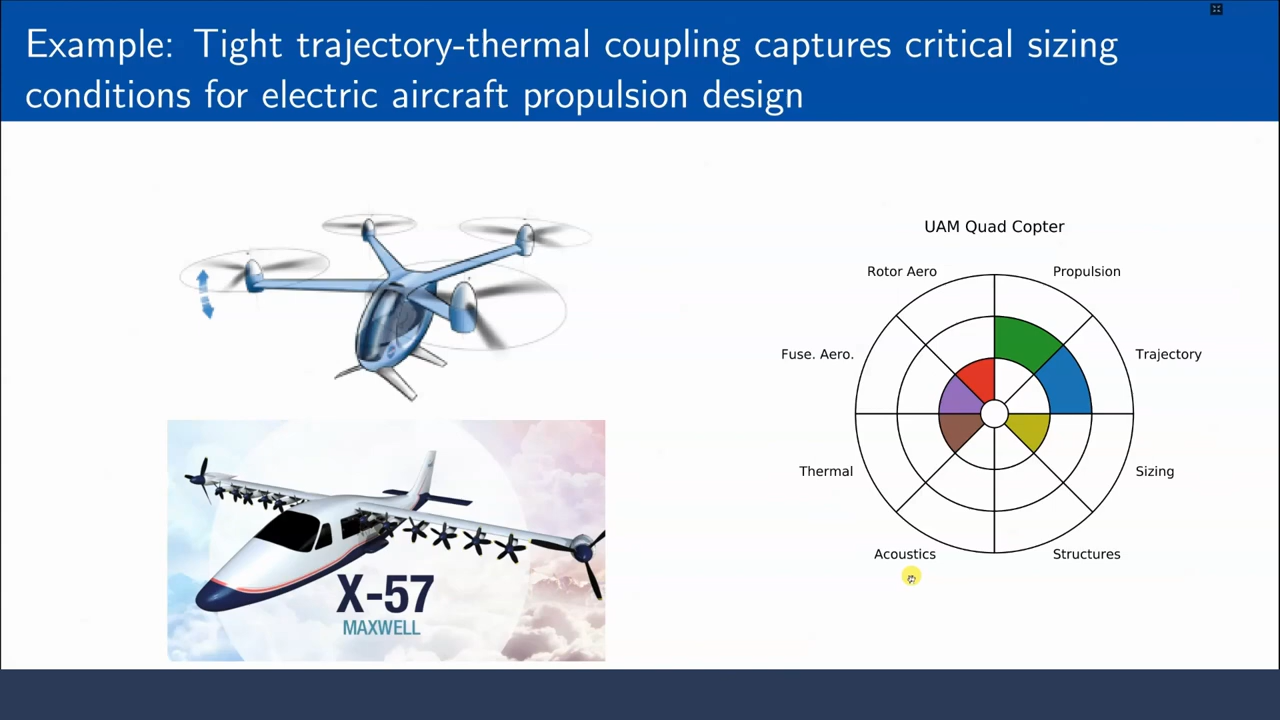 Example: Tight trajectory-thermal coupling captures critical sizing
conditions for electric aircraft propulsion design
UAM Quad Copter
Rotor Aero
Propulsion
Fuse. Aero.
Trajectory
Thermal
Sizing
Acoustics
Structures
X-57
MAXWELL